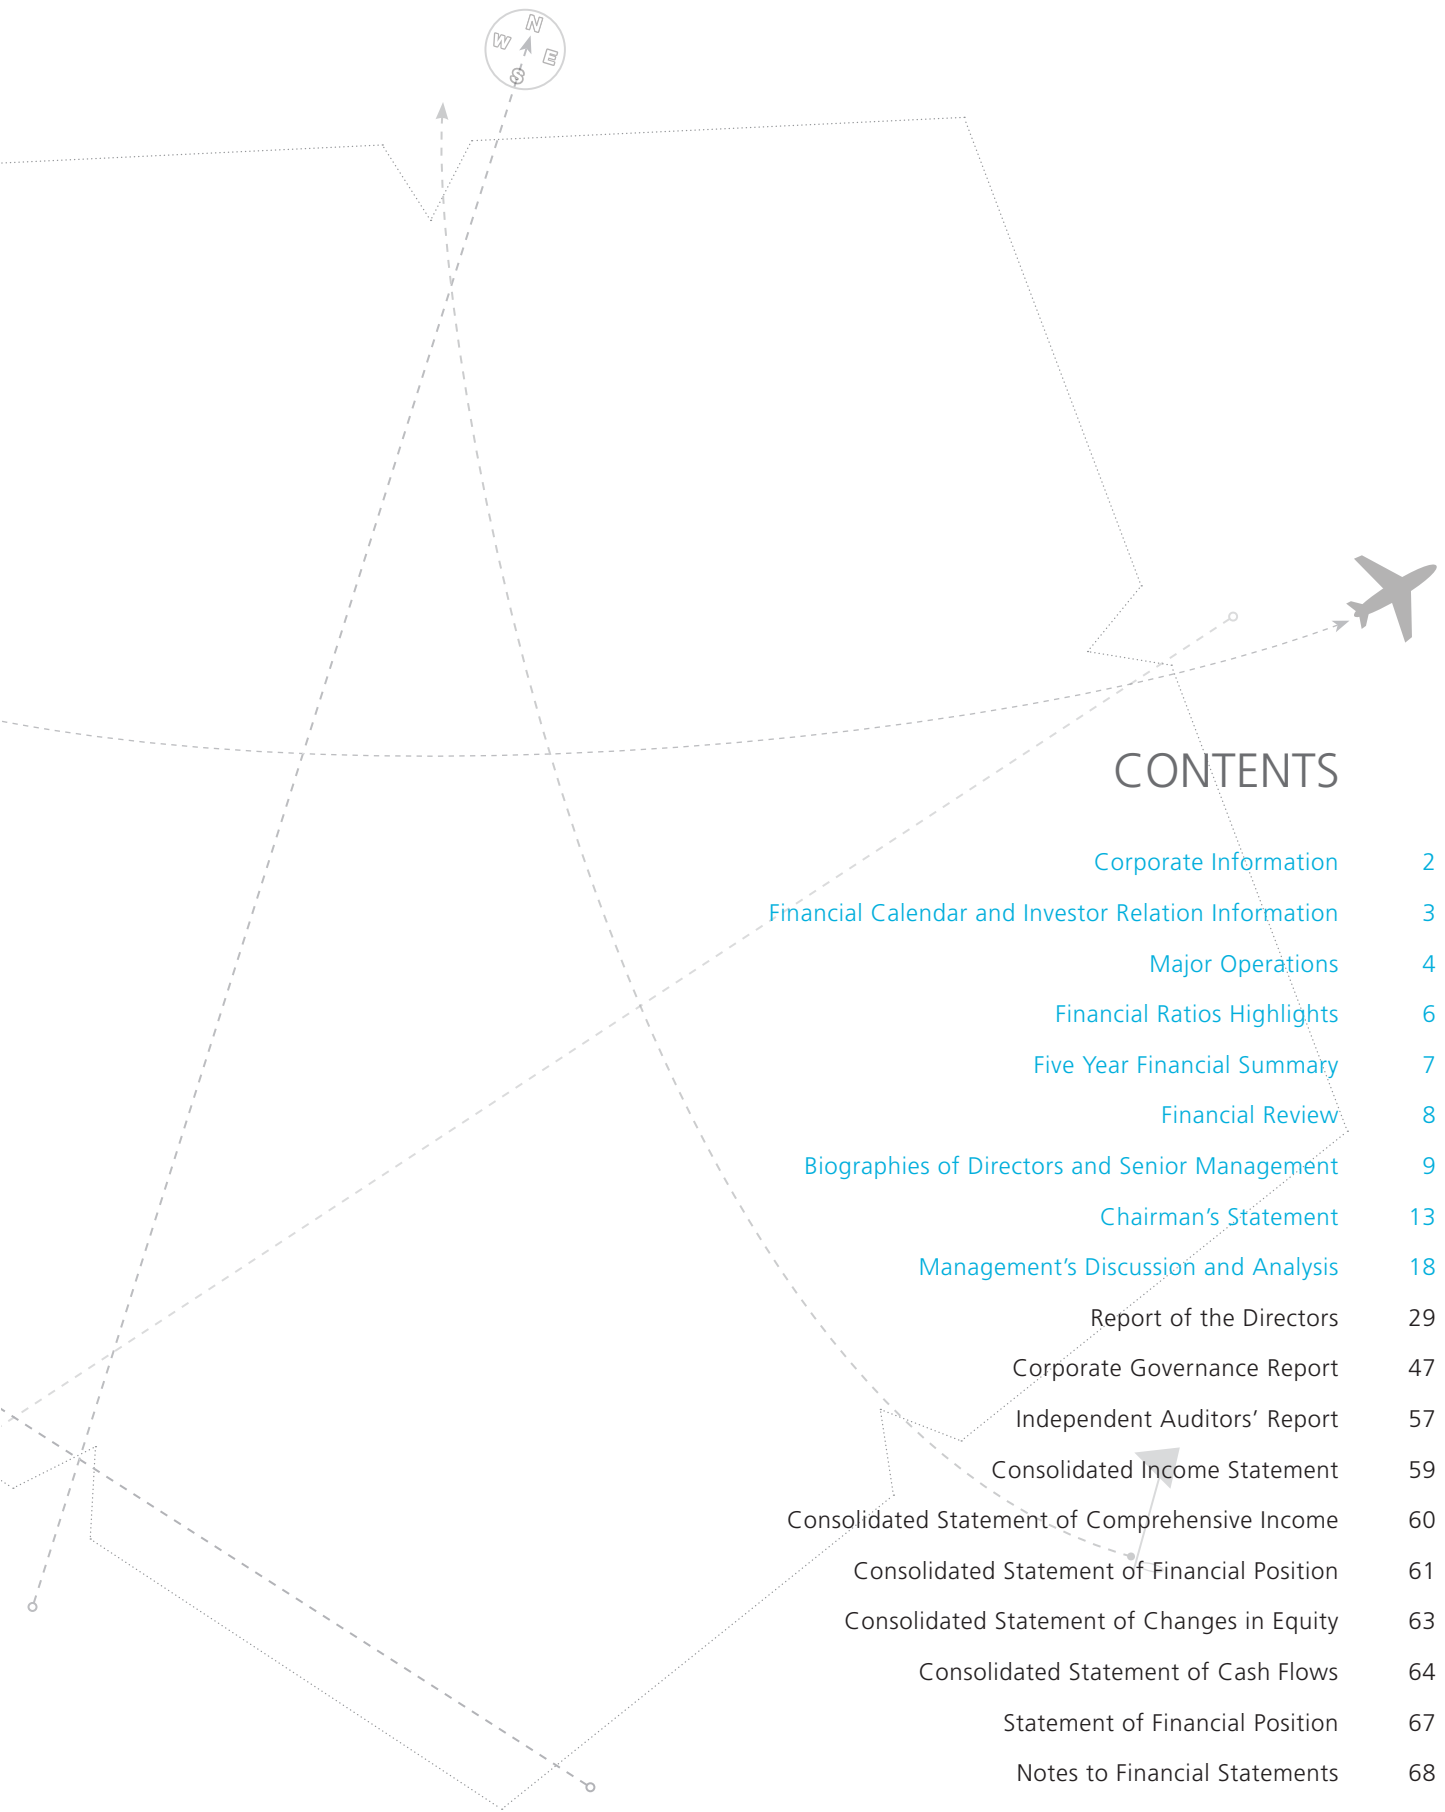 N
W
E
S
CONTENTS
Corporate Information 2
Financial Calendar and Investor Relation Information 3
Major Operations 4
Financial Ratios Highlights 6
Five Year Financial Summary 7
Financial Review 8
Biographies of Directors and Senior Management 9
Chairman’s Statement 13
Management’s Discussion and Analysis 18
Report of the Directors 29
Corporate Governance Report 47
Independent Auditors’ Report 57
Consolidated Income Statement 59
Consolidated Statement of Comprehensive Income 60
Consolidated Statement of Financial Position 61
Consolidated Statement of Changes in Equity 63
Consolidated Statement of Cash Flows 64
Statement of Financial Position 67
Notes to Financial Statements 68